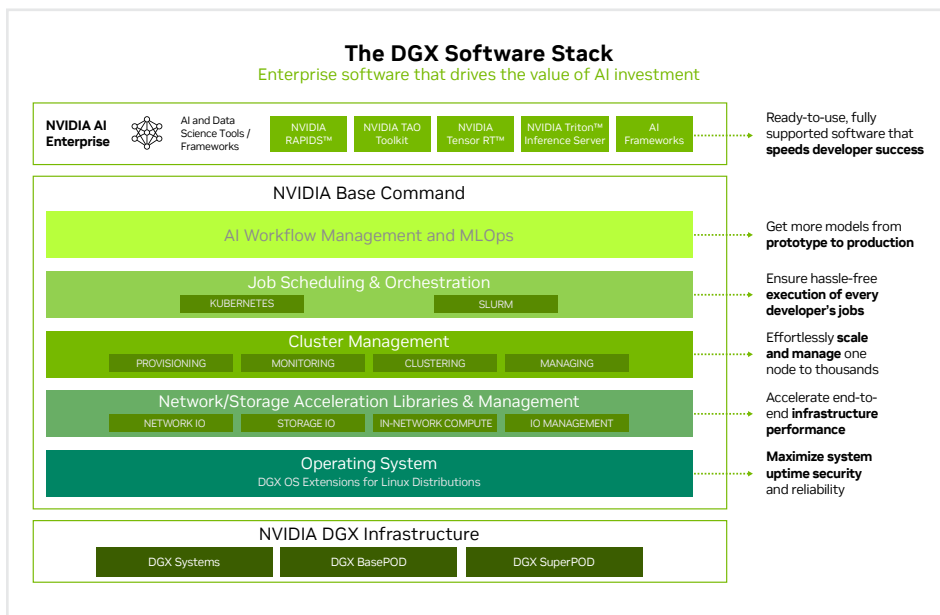 The DGX Software Stack
Enterprise software that drives the value of AI investment
NVIDIA AI
Enterprise
AI and Data
Science Tools /
Frameworks
NVIDIA
RAPIDS™
NVIDIA TAO
Toolkit
NVIDIA
Tensor RT™
NVIDIA Triton™
Inference Server
AI
Frameworks
Ready-to-use, fully
supported software that
speeds developer success
NVIDIA Base Command
AI Workflow Management and MLOps
Get more models from
prototype to production
Job Scheduling & Orchestration
KUBERNETES
SLURM
Ensure hassle-free
execution of every
developer's jobs
Cluster Management
PROVISIONING
MONITORING
CLUSTERING
MANAGING
Effortlessly scale
and manage one
node to thousands
Network/Storage Acceleration Libraries & Management
NETWORK IO
STORAGE IO
IN-NETWORK COMPUTE
IO MANAGEMENT
Accelerate end-to-
end infrastructure
performance
Operating System
DGX OS Extensions for Linux Distributions
Maximize system
uptime security
and reliability
NVIDIA DGX Infrastructure
DGX Systems
DGX BasePOD
DGX SuperPOD